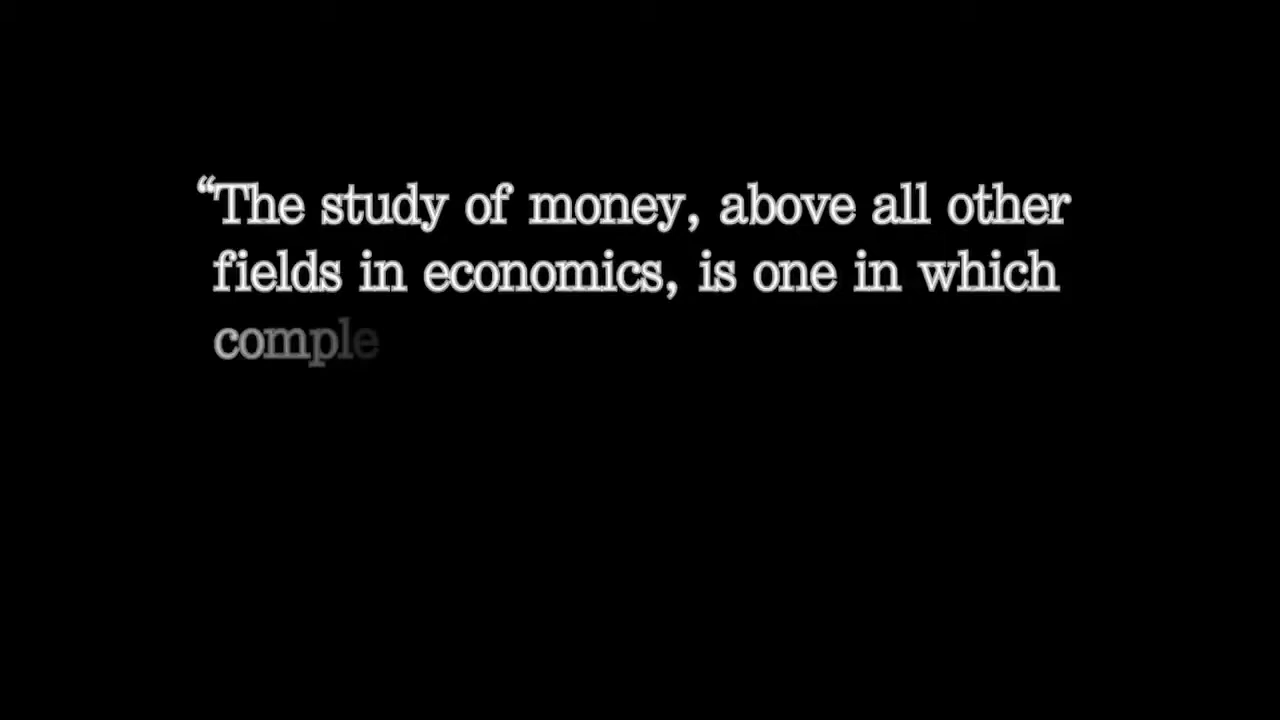 “The study of money, above all other
fields in economics, is one in which
comple